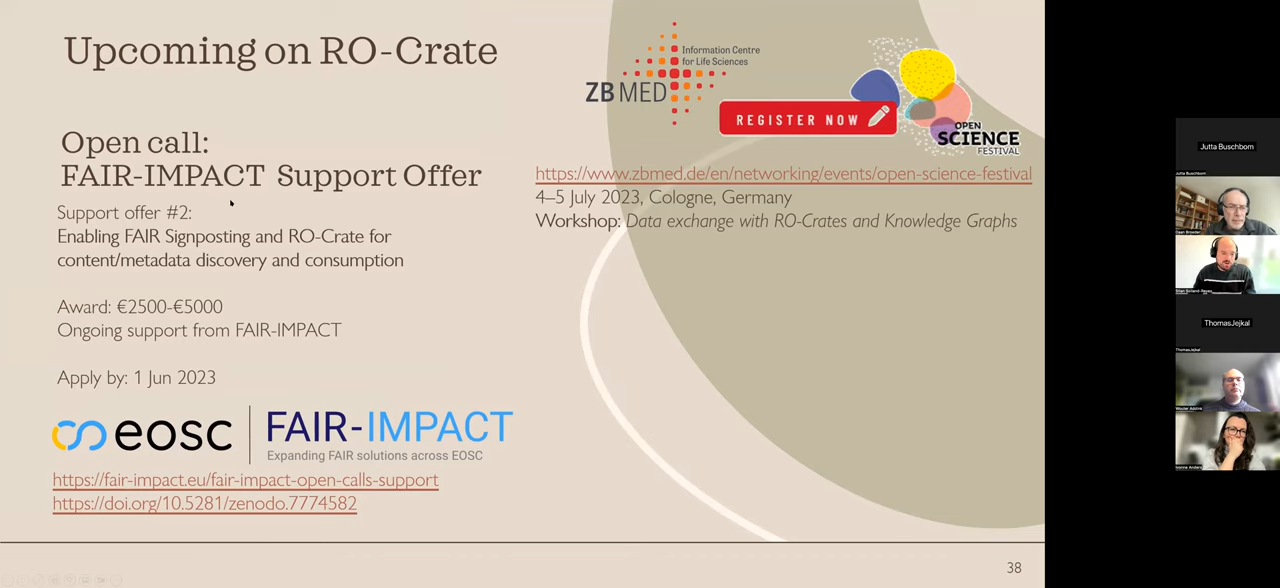 Upcoming on RO-Crate
Open call:
FAIR-IMPACT Support Offer
Support offer #2:
Enabling FAIR Signposting and RO-Crate for
content/metadata discovery and consumption
Award: €2500-€5000
Ongoing support from FAIR-IMPACT
Apply by: 1 Jun 2023
eosc
FAIR-IMPACT
Expanding FAIR solutions across EOSC
https://fair-impact.eu/fair-impact-open-calls-support
https://doi.org/10.5281/zenodo.7774582
ZB MED
Information Centre
for Life Sciences
REGISTER NOW
OPEN
SCIENCE
FESTIVAL
https://www.zbmed.de/en/networking/events/open-science-festival
4–5 July 2023, Cologne, Germany
Workshop: Data exchange with RO-Crates and Knowledge Graphs
38
Jutta Buschbom
Jutta Buschbom
ThomasJejkal
ThomasJejkal